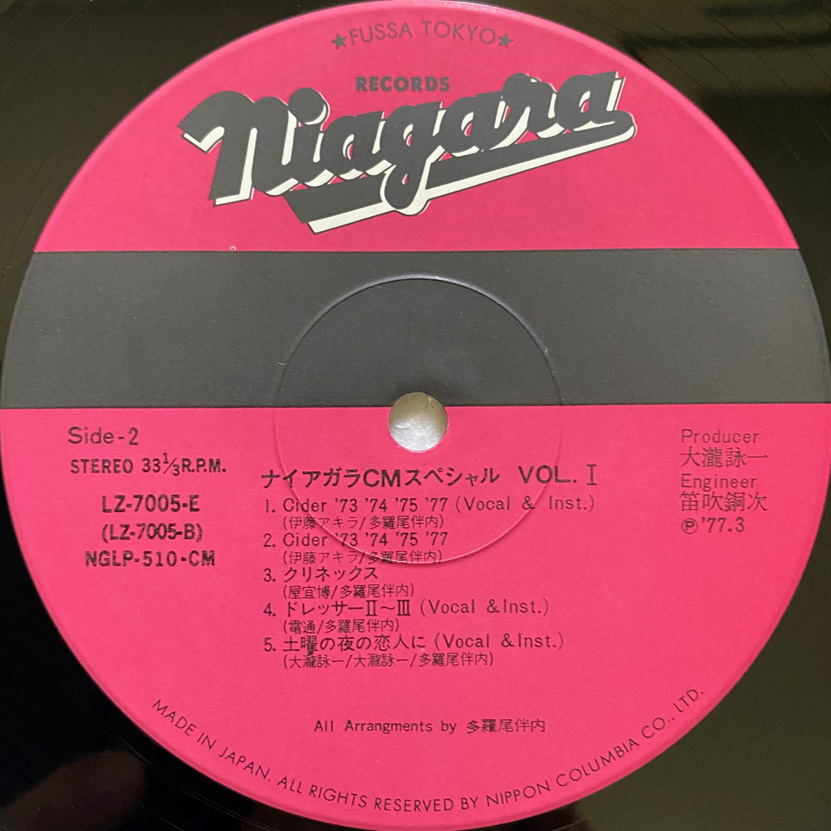 ★FUSSA TOKYO★
RECORDS
Niagara
Side-2
STEREO 33⅓R.P.M.
LZ-7005-E
(LZ-7005-B)
NGLP-510-CM
ナイアガラCMスペシャル VOL. I
1. Cider '73 '74 '75 '77 (Vocal & Inst.)
(伊藤アキラ/多羅尾伴内)
2. Cider '73 '74 '75 '77
(伊藤アキラ/多羅尾伴内)
3. クリネックス
(屋宜博/多羅尾伴内)
4. ドレッサーII〜III (Vocal &Inst.)
(電通/多羅尾伴内)
5. 土曜の夜の恋人に (Vocal &Inst.)
(大瀧詠一/大瀧詠一/多羅尾伴内)
Producer
大瀧詠一
Engineer
笛吹銅次
℗'77.3
All Arrangments by 多羅尾伴内
MADE IN JAPAN. ALL RIGHTS RESERVED BY NIPPON COLUMBIA CO., LTD.